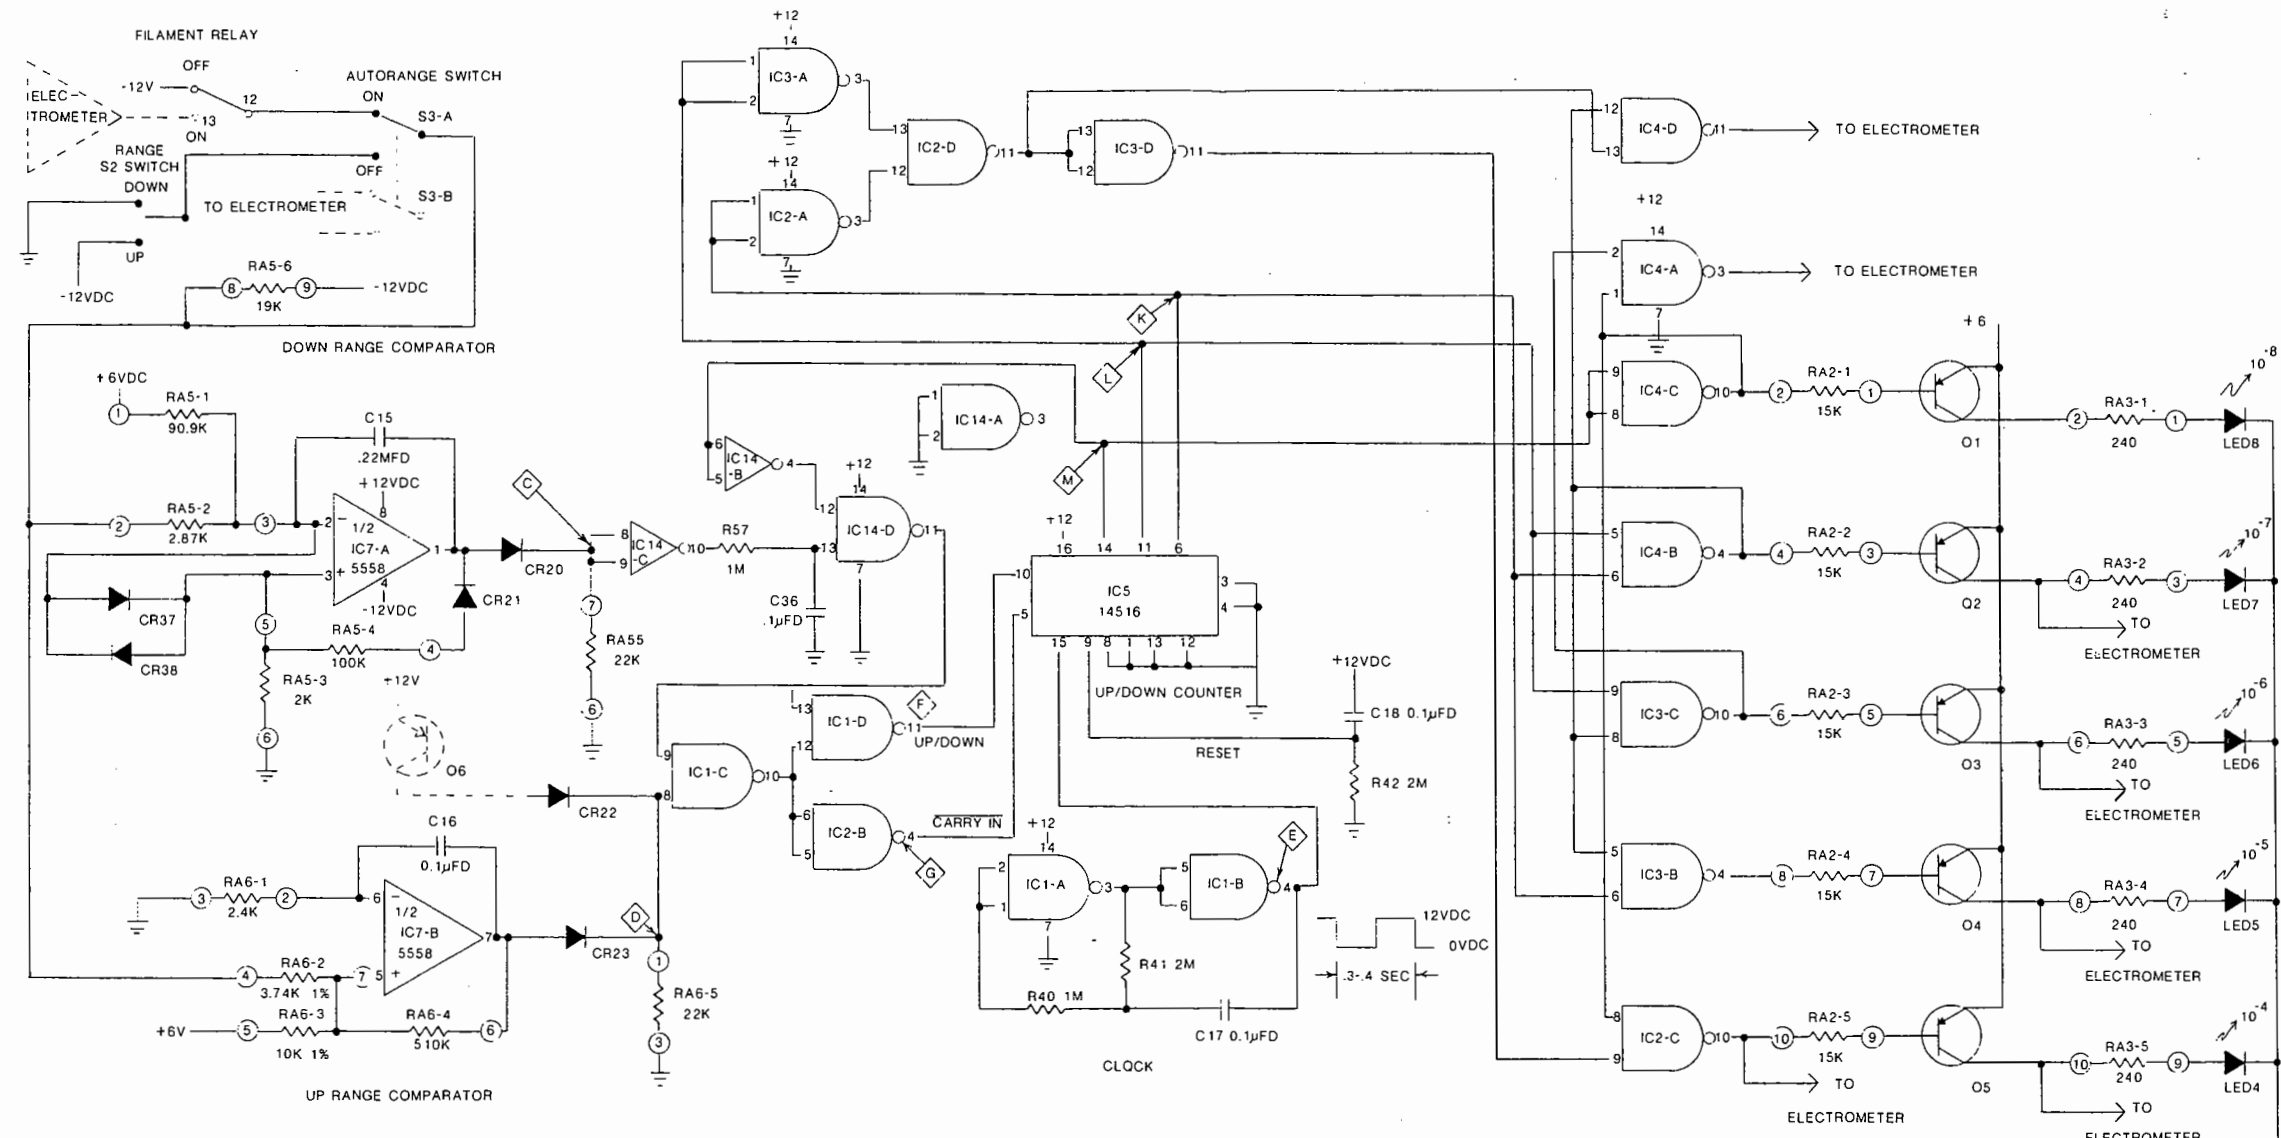 FILAMENT RELAY
OFF
-12V
12
13
ON
ELEC-
TROMETER
AUTORANGE SWITCH
ON
S3-A
OFF
S3-B
RANGE
S2 SWITCH
DOWN
TO ELECTROMETER
UP
-12VDC
RA5-6
8
9
19K
-12VDC
DOWN RANGE COMPARATOR
+6VDC
1
RA5-1
90.9K
C15
.22MFD
+12VDC
8
2
RA5-2
2.87K
3
2
-
1/2
IC7-A
5558
1
3
+
4
-12VDC
CR20
CR21
CR37
CR38
5
RA5-4
100K
4
RA5-3
2K
6
+12V
O6
CR22
C
8
9
IC14
-C
10
R57
1M
7
RA55
22K
6
C36
.1µFD
6
5
IC14
-B
4
+12
14
12
13
IC14-D
11
7
1
2
IC14-A
3
C16
0.1µFD
3
RA6-1
2.4K
2
6
-
1/2
IC7-B
5558
7
5
+
4
RA6-2
3.74K 1%
7
+6V
5
RA6-3
10K 1%
RA6-4
510K
6
UP RANGE COMPARATOR
CR23
D
1
RA6-5
22K
3
9
8
IC1-C
10
13
12
IC1-D
11
F
UP/DOWN
6
5
IC2-B
4
G
CARRY IN
+12
14
1
2
IC3-A
3
7
+12
14
1
2
IC2-A
3
7
13
12
IC2-D
11
13
12
IC3-D
11
K
L
M
+12
16
14
11
6
10
5
IC5
14516
3
4
15
9
8
1
13
12
UP/DOWN COUNTER
RESET
+12VDC
C18 0.1µFD
R42 2M
+12
14
2
1
IC1-A
3
7
5
6
IC1-B
4
E
R41 2M
R40 1M
C17 0.1µFD
CLOCK
12VDC
0VDC
.3-.4 SEC
12
13
IC4-D
11
TO ELECTROMETER
+12
14
2
1
IC4-A
3
7
TO ELECTROMETER
+6
9
8
IC4-C
10
2
RA2-1
15K
1
O1
2
RA3-1
240
1
10-8
LED8
5
6
IC4-B
4
4
RA2-2
15K
3
Q2
4
RA3-2
240
3
10-7
LED7
TO
ELECTROMETER
9
8
IC3-C
10
6
RA2-3
15K
5
O3
6
RA3-3
240
5
10-6
LED6
TO
ELECTROMETER
5
6
IC3-B
4
8
RA2-4
15K
7
O4
8
RA3-4
240
7
10-5
LED5
TO
ELECTROMETER
8
9
IC2-C
10
10
RA2-5
15K
9
O5
10
RA3-5
240
9
10-4
LED4
TO
ELECTROMETER
TO
ELECTROMETER